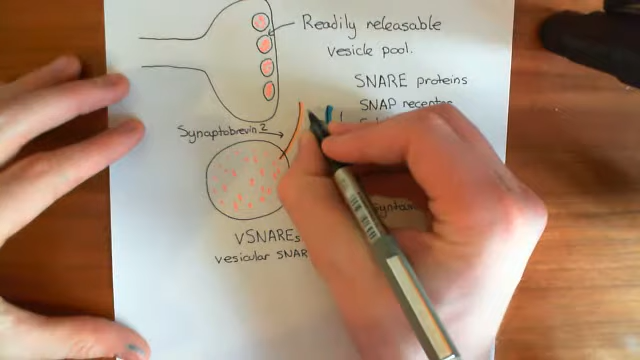 Readily releasable
vesicle pool.
SNARE proteins
SNAP receptor
Synaptobrevin 2
vSNAREs
vesicular SNAR